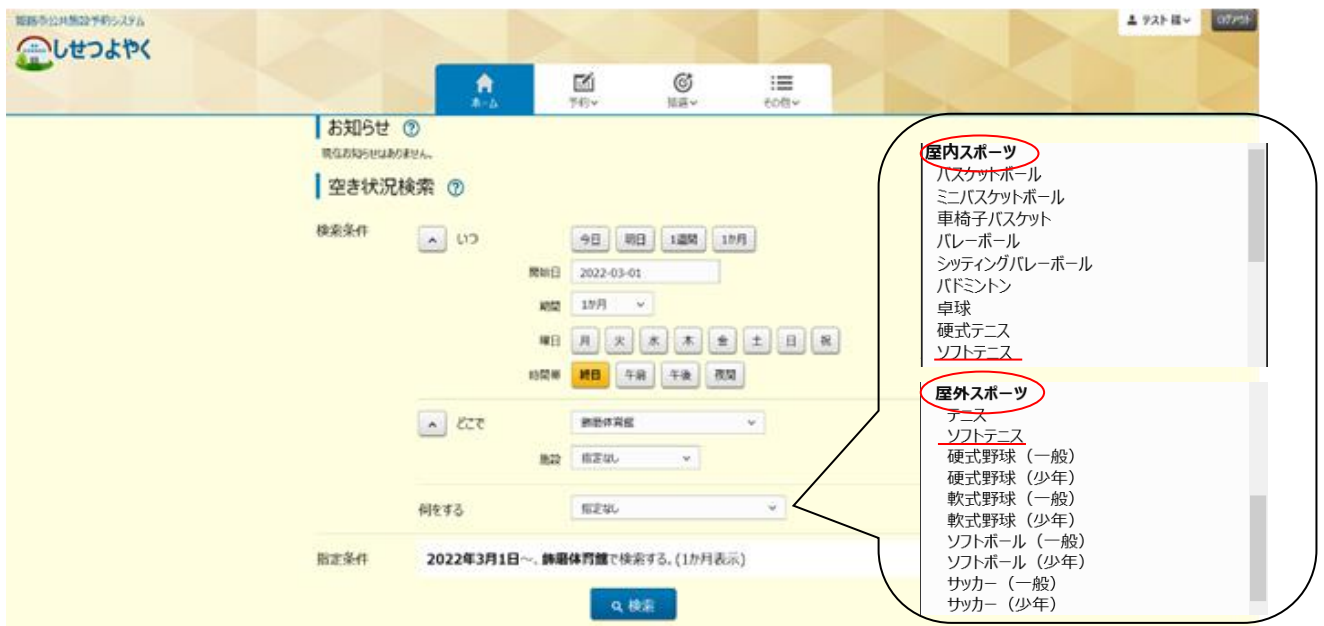 姫路市公共施設予約システム
しせつよやく
テスト 様
ログアウト
ホーム
予約
抽選
その他
お知らせ
現在お知らせはありません。
空き状況検索
検索条件
いつ
今日 明日 1週間 1か月
開始日 2022-03-01
期間 1か月
曜日 月 火 水 木 金 土 日 祝
時間帯 終日 午前 午後 夜間
どこで 飾磨体育館
施設 指定なし
何をする 指定なし
指定条件 2022年3月1日～、飾磨体育館で検索する。(1か月表示)
検索
屋内スポーツ
バスケットボール
ミニバスケットボール
車椅子バスケット
バレーボール
シッティングバレーボール
バドミントン
卓球
硬式テニス
ソフトテニス
屋外スポーツ
テニス
ソフトテニス
硬式野球（一般）
硬式野球（少年）
軟式野球（一般）
軟式野球（少年）
ソフトボール（一般）
ソフトボール（少年）
サッカー（一般）
サッカー（少年）